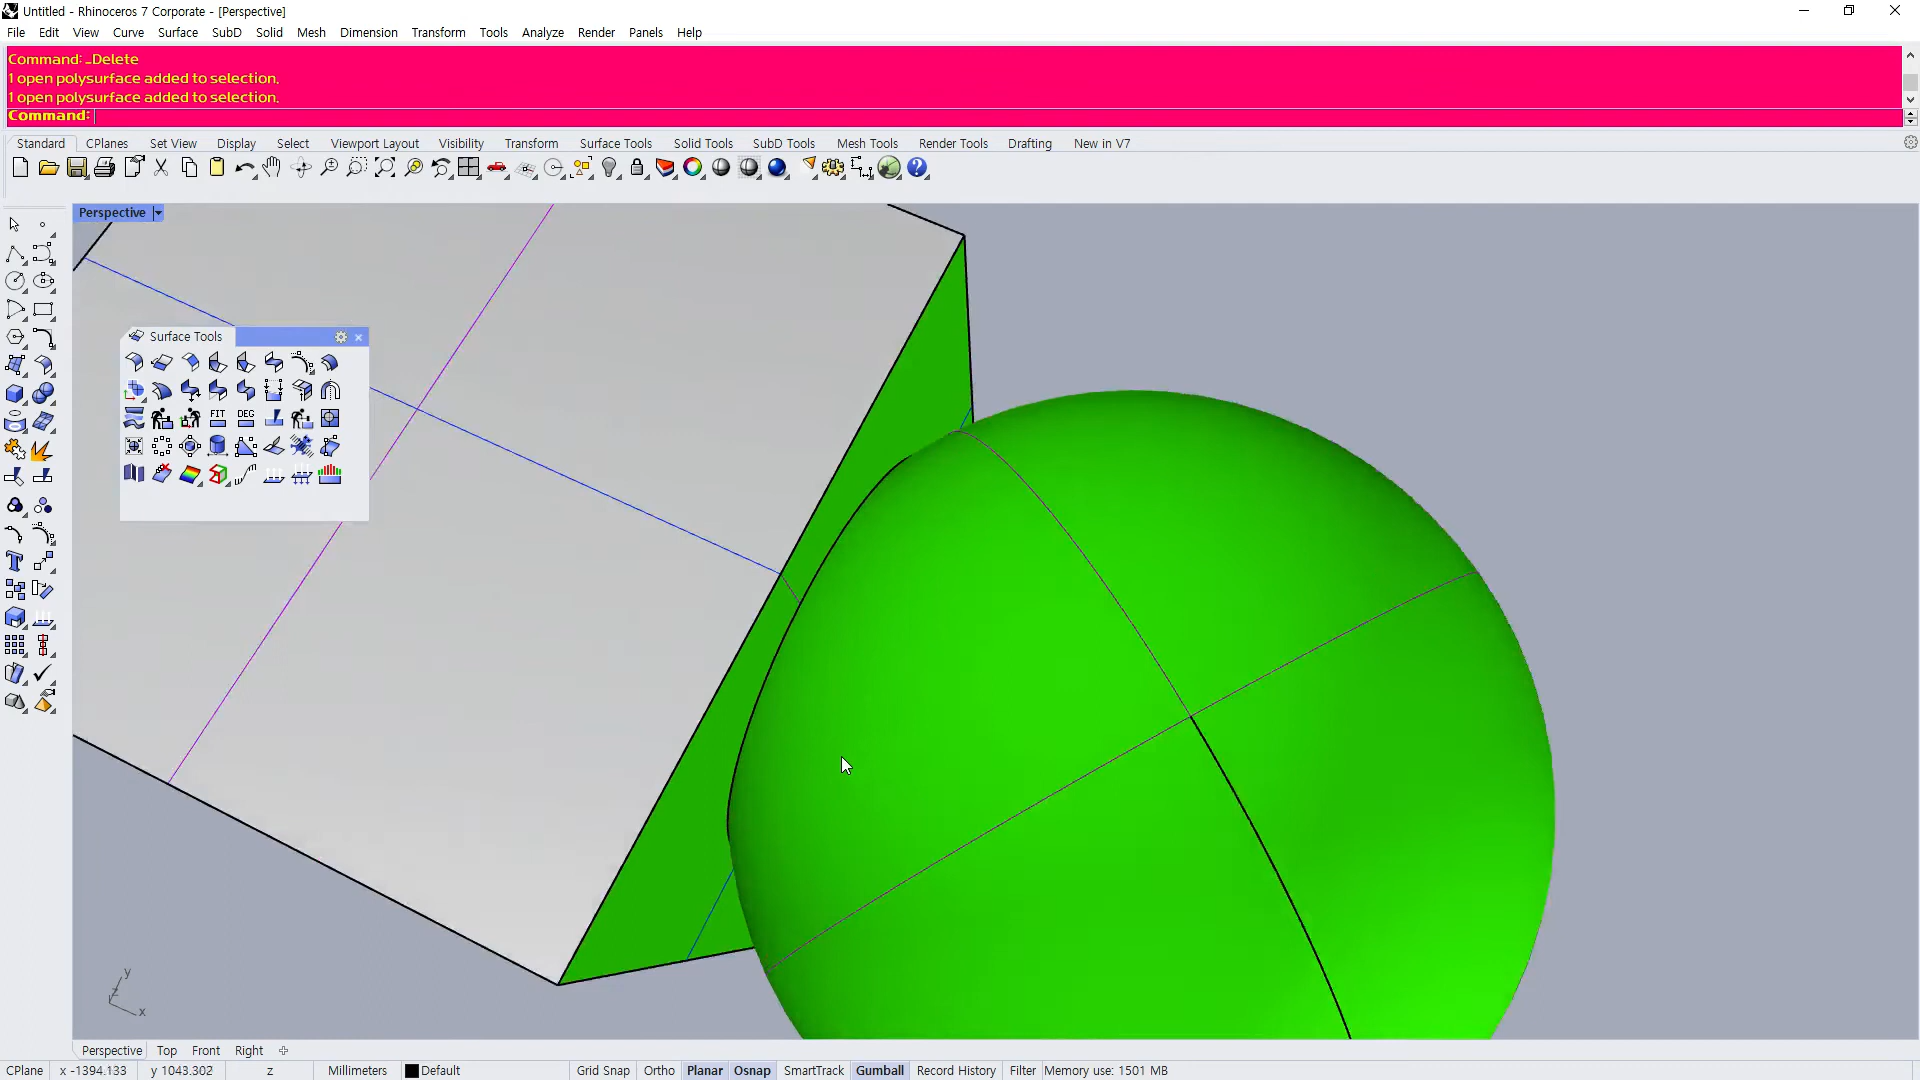 Untitled - Rhinoceros 7 Corporate - [Perspective]
File Edit View Curve Surface SubD Solid Mesh Dimension Transform Tools Analyze Render Panels Help
Command: _Delete
1 open polysurface added to selection.
1 open polysurface added to selection.
Command:
Standard CPlanes Set View Display Select Viewport Layout Visibility Transform Surface Tools Solid Tools SubD Tools Mesh Tools Render Tools Drafting New in V7
Perspective
Surface Tools
FIT DEG
y
z
x
Perspective Top Front Right
CPlane x -1394.133 y 1043.302 z Millimeters Default Grid Snap Ortho Planar Osnap SmartTrack Gumball Record History Filter Memory use: 1501 MB